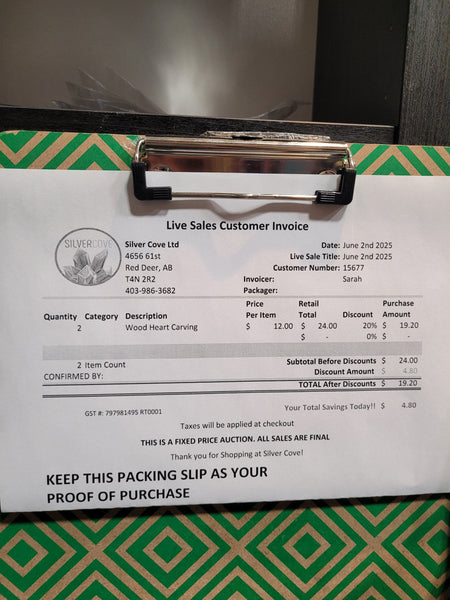 Live Sales Customer Invoice
SILVERCOVE
Silver Cove Ltd
4656 61st
Red Deer, AB
T4N 2R2
403-986-3682
Date: June 2nd 2025
Live Sale Title: June 2nd 2025
Customer Number: 15677
Invoicer: Sarah
Packager:
Quantity Category Description Price Per Item Retail Total Discount Purchase Amount
2 Wood Heart Carving $ 12.00 $ 24.00 20% $ 19.20
$ - 0% $ -
2 Item Count Subtotal Before Discounts $ 24.00
CONFIRMED BY: Discount Amount $ 4.80
TOTAL After Discounts $ 19.20
GST #: 797981495 RT0001 Your Total Savings Today!! $ 4.80
Taxes will be applied at checkout
THIS IS A FIXED PRICE AUCTION. ALL SALES ARE FINAL
Thank you for Shopping at Silver Cove!
KEEP THIS PACKING SLIP AS YOUR
PROOF OF PURCHASE